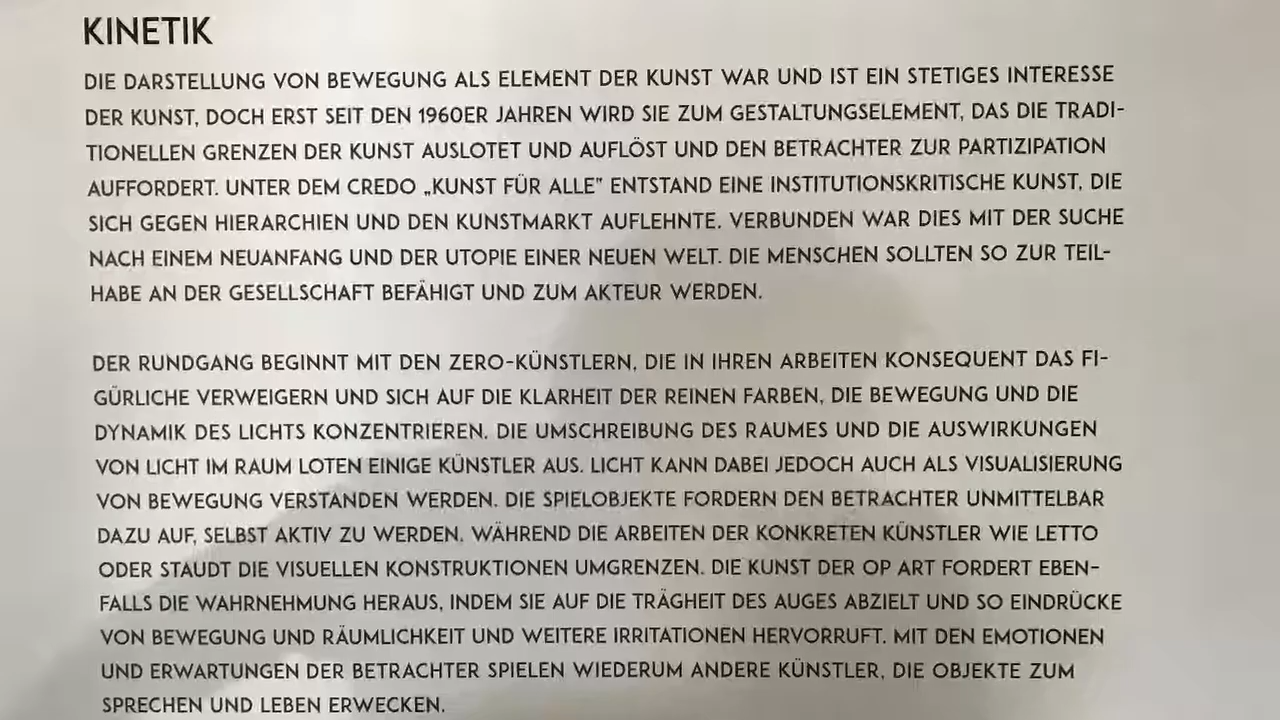 KINETIK
DIE DARSTELLUNG VON BEWEGUNG ALS ELEMENT DER KUNST WAR UND IST EIN STETIGES INTERESSE
DER KUNST, DOCH ERST SEIT DEN 1960ER JAHREN WIRD SIE ZUM GESTALTUNGSELEMENT, DAS DIE TRADI-
TIONELLEN GRENZEN DER KUNST AUSLOTET UND AUFLÖST UND DEN BETRACHTER ZUR PARTIZIPATION
AUFFORDERT. UNTER DEM CREDO „KUNST FÜR ALLE" ENTSTAND EINE INSTITUTIONSKRITISCHE KUNST, DIE
SICH GEGEN HIERARCHIEN UND DEN KUNSTMARKT AUFLEHNTE. VERBUNDEN WAR DIES MIT DER SUCHE
NACH EINEM NEUANFANG UND DER UTOPIE EINER NEUEN WELT. DIE MENSCHEN SOLLTEN SO ZUR TEIL-
HABE AN DER GESELLSCHAFT BEFÄHIGT UND ZUM AKTEUR WERDEN.
DER RUNDGANG BEGINNT MIT DEN ZERO-KÜNSTLERN, DIE IN IHREN ARBEITEN KONSEQUENT DAS FI-
GÜRLICHE VERWEIGERN UND SICH AUF DIE KLARHEIT DER REINEN FARBEN, DIE BEWEGUNG UND DIE
DYNAMIK DES LICHTS KONZENTRIEREN. DIE UMSCHREIBUNG DES RAUMES UND DIE AUSWIRKUNGEN
VON LICHT IM RAUM LOTEN EINIGE KÜNSTLER AUS. LICHT KANN DABEI JEDOCH AUCH ALS VISUALISIERUNG
VON BEWEGUNG VERSTANDEN WERDEN. DIE SPIELOBJEKTE FORDERN DEN BETRACHTER UNMITTELBAR
DAZU AUF, SELBST AKTIV ZU WERDEN. WÄHREND DIE ARBEITEN DER KONKRETEN KÜNSTLER WIE LETTO
ODER STAUDT DIE VISUELLEN KONSTRUKTIONEN UMGRENZEN. DIE KUNST DER OP ART FORDERT EBEN-
FALLS DIE WAHRNEHMUNG HERAUS, INDEM SIE AUF DIE TRÄGHEIT DES AUGES ABZIELT UND SO EINDRÜCKE
VON BEWEGUNG UND RÄUMLICHKEIT UND WEITERE IRRITATIONEN HERVORRUFT. MIT DEN EMOTIONEN
UND ERWARTUNGEN DER BETRACHTER SPIELEN WIEDERUM ANDERE KÜNSTLER, DIE OBJEKTE ZUM
SPRECHEN UND LEBEN ERWECKEN.